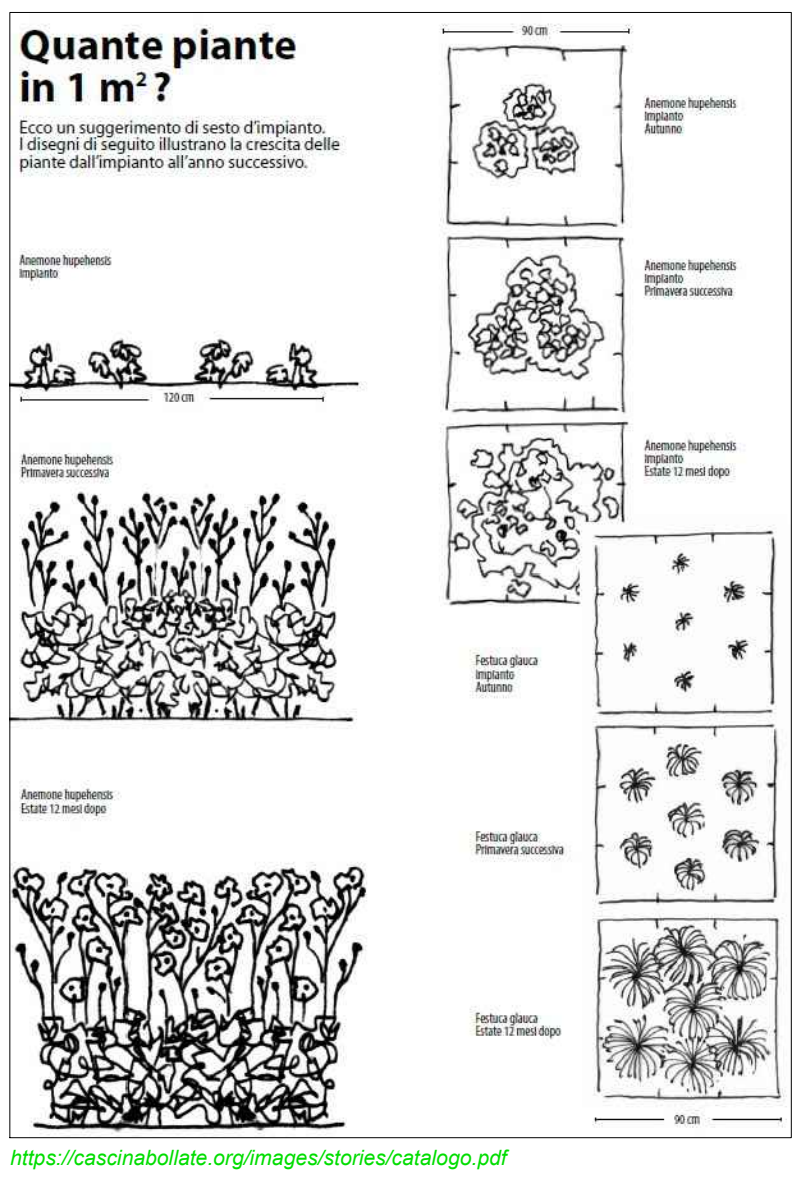 Quante piante
in 1 m² ?
Ecco un suggerimento di sesto d'impianto.
I disegni di seguito illustrano la crescita delle
piante dall'impianto all'anno successivo.
Anemone hupehensis
Impianto
120 cm
Anemone hupehensis
Primavera successiva
Anemone hupehensis
Estate 12 mesi dopo
90 cm
Anemone hupehensis
Impianto
Autunno
Anemone hupehensis
Impianto
Primavera successiva
Anemone hupehensis
Impianto
Estate 12 mesi dopo
Festuca glauca
Impianto
Autunno
Festuca glauca
Primavera successiva
Festuca glauca
Estate 12 mesi dopo
90 cm
https://cascinabollate.org/images/stories/catalogo.pdf